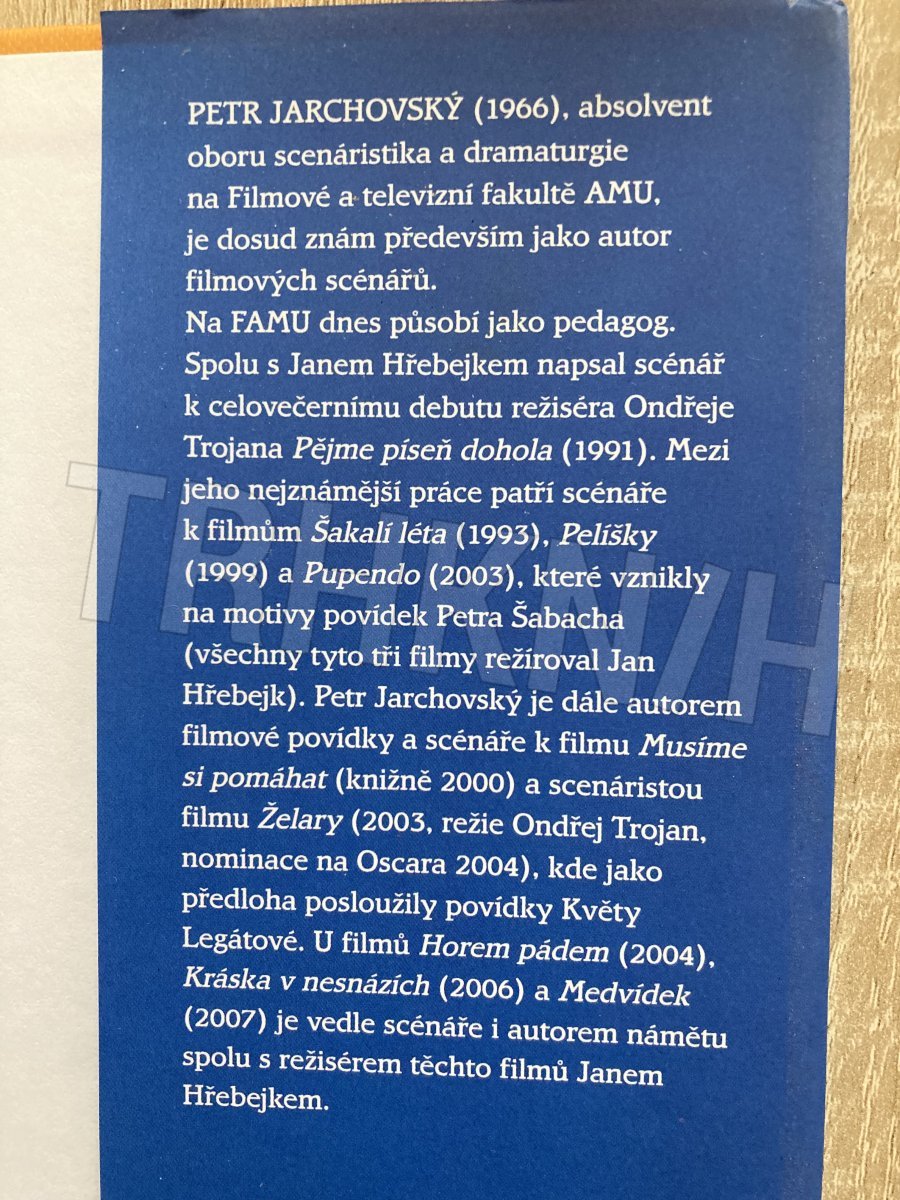 PETR JARCHOVSKÝ (1966), absolvent
oboru scenáristika a dramaturgie
na Filmové a televizní fakultě AMU,
je dosud znám především jako autor
filmových scénářů.
Na FAMU dnes působí jako pedagog.
Spolu s Janem Hřebejkem napsal scénář
k celovečernímu debutu režiséra Ondřeje
Trojana Pějme píseň dohola (1991). Mezi
jeho nejznámější práce patří scénáře
k filmům Šakalí léta (1993), Pelíšky
(1999) a Pupendo (2003), které vznikly
na motivy povídek Petra Šabacha
(všechny tyto tři filmy režíroval Jan
Hřebejk). Petr Jarchovský je dále autorem
filmové povídky a scénáře k filmu Musíme
si pomáhat (knižně 2000) a scenáristou
filmu Želary (2003, režie Ondřej Trojan,
nominace na Oscara 2004), kde jako
předloha posloužily povídky Květy
Legátové. U filmů Horem pádem (2004),
Kráska v nesnázích (2006) a Medvídek
(2007) je vedle scénáře i autorem námětu
spolu s režisérem těchto filmů Janem
Hřebejkem.
TRHKNIH